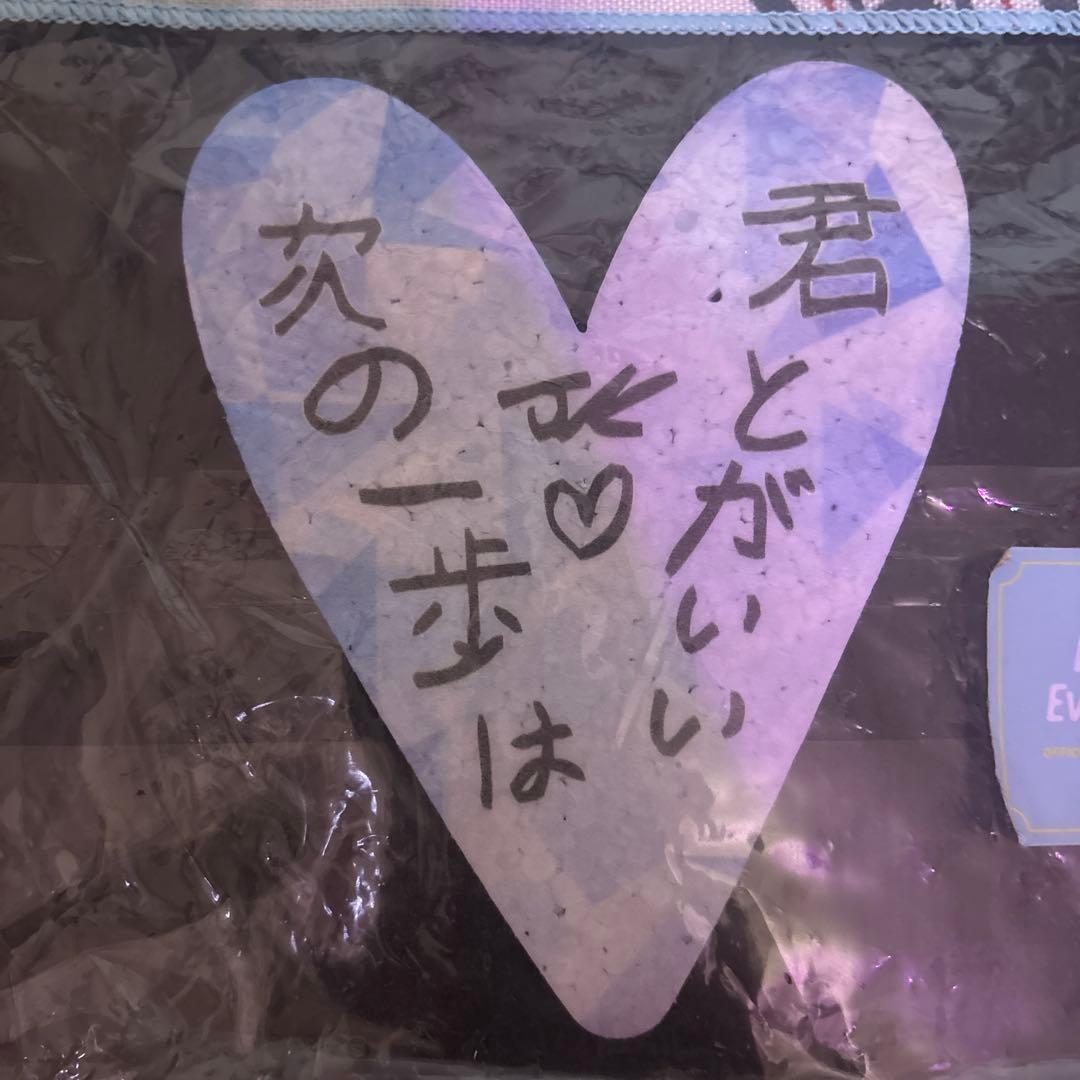 次の一歩は
君とがいい
♡